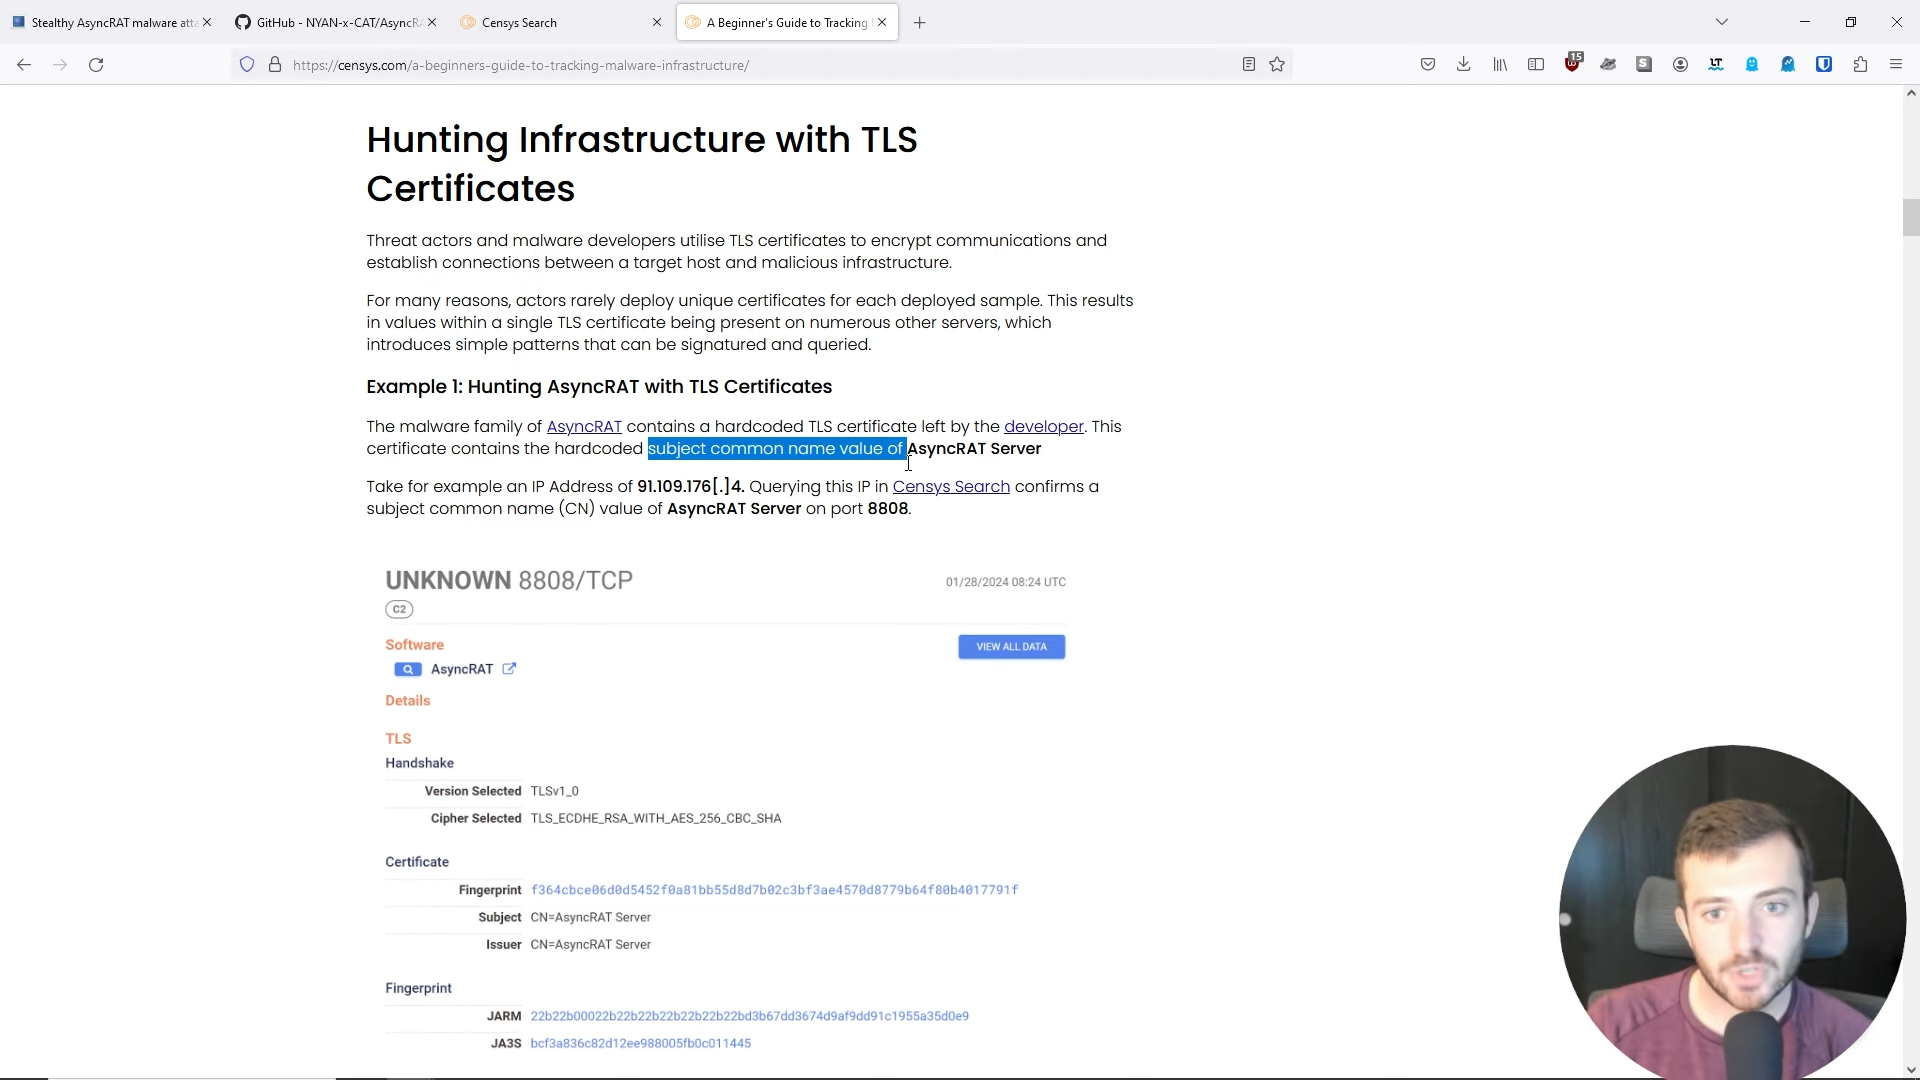 Stealthy AsyncRAT malware atta
GitHub - NYAN-x-CAT/AsyncRA
Censys Search
A Beginner's Guide to Tracking
https://censys.com/a-beginners-guide-to-tracking-malware-infrastructure/
15
S
LT
Hunting Infrastructure with TLS
Certificates
Threat actors and malware developers utilise TLS certificates to encrypt communications and
establish connections between a target host and malicious infrastructure.
For many reasons, actors rarely deploy unique certificates for each deployed sample. This results
in values within a single TLS certificate being present on numerous other servers, which
introduces simple patterns that can be signatured and queried.
Example 1: Hunting AsyncRAT with TLS Certificates
The malware family of AsyncRAT contains a hardcoded TLS certificate left by the developer. This
certificate contains the hardcoded subject common name value of AsyncRAT Server
Take for example an IP Address of 91.109.176[.]4. Querying this IP in Censys Search confirms a
subject common name (CN) value of AsyncRAT Server on port 8808.
UNKNOWN 8808/TCP
01/28/2024 08:24 UTC
C2
Software
VIEW ALL DATA
AsyncRAT
Details
TLS
Handshake
Version Selected TLSv1_0
Cipher Selected TLS_ECDHE_RSA_WITH_AES_256_CBC_SHA
Certificate
Fingerprint f364cbce06d0d5452f0a81bb55d8d7b02c3bf3ae4570d8779b64f80b4017791f
Subject CN=AsyncRAT Server
Issuer CN=AsyncRAT Server
Fingerprint
JARM 22b22b00022b22b22b22b22b22b22bd3b67dd3674d9af9dd91c1955a35d0e9
JA3S bcf3a836c82d12ee988005fb0c011445